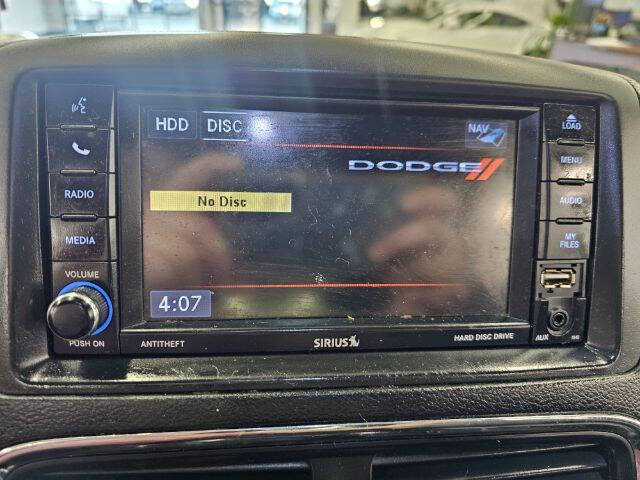 HDD DISC
NAV
LOAD
DODGE
MENU
RADIO
No Disc
AUDIO
MEDIA
MY
FILES
VOLUME
4:07
PUSH ON
ANTITHEFT
SIRIUS
HARD DISC DRIVE
AUX